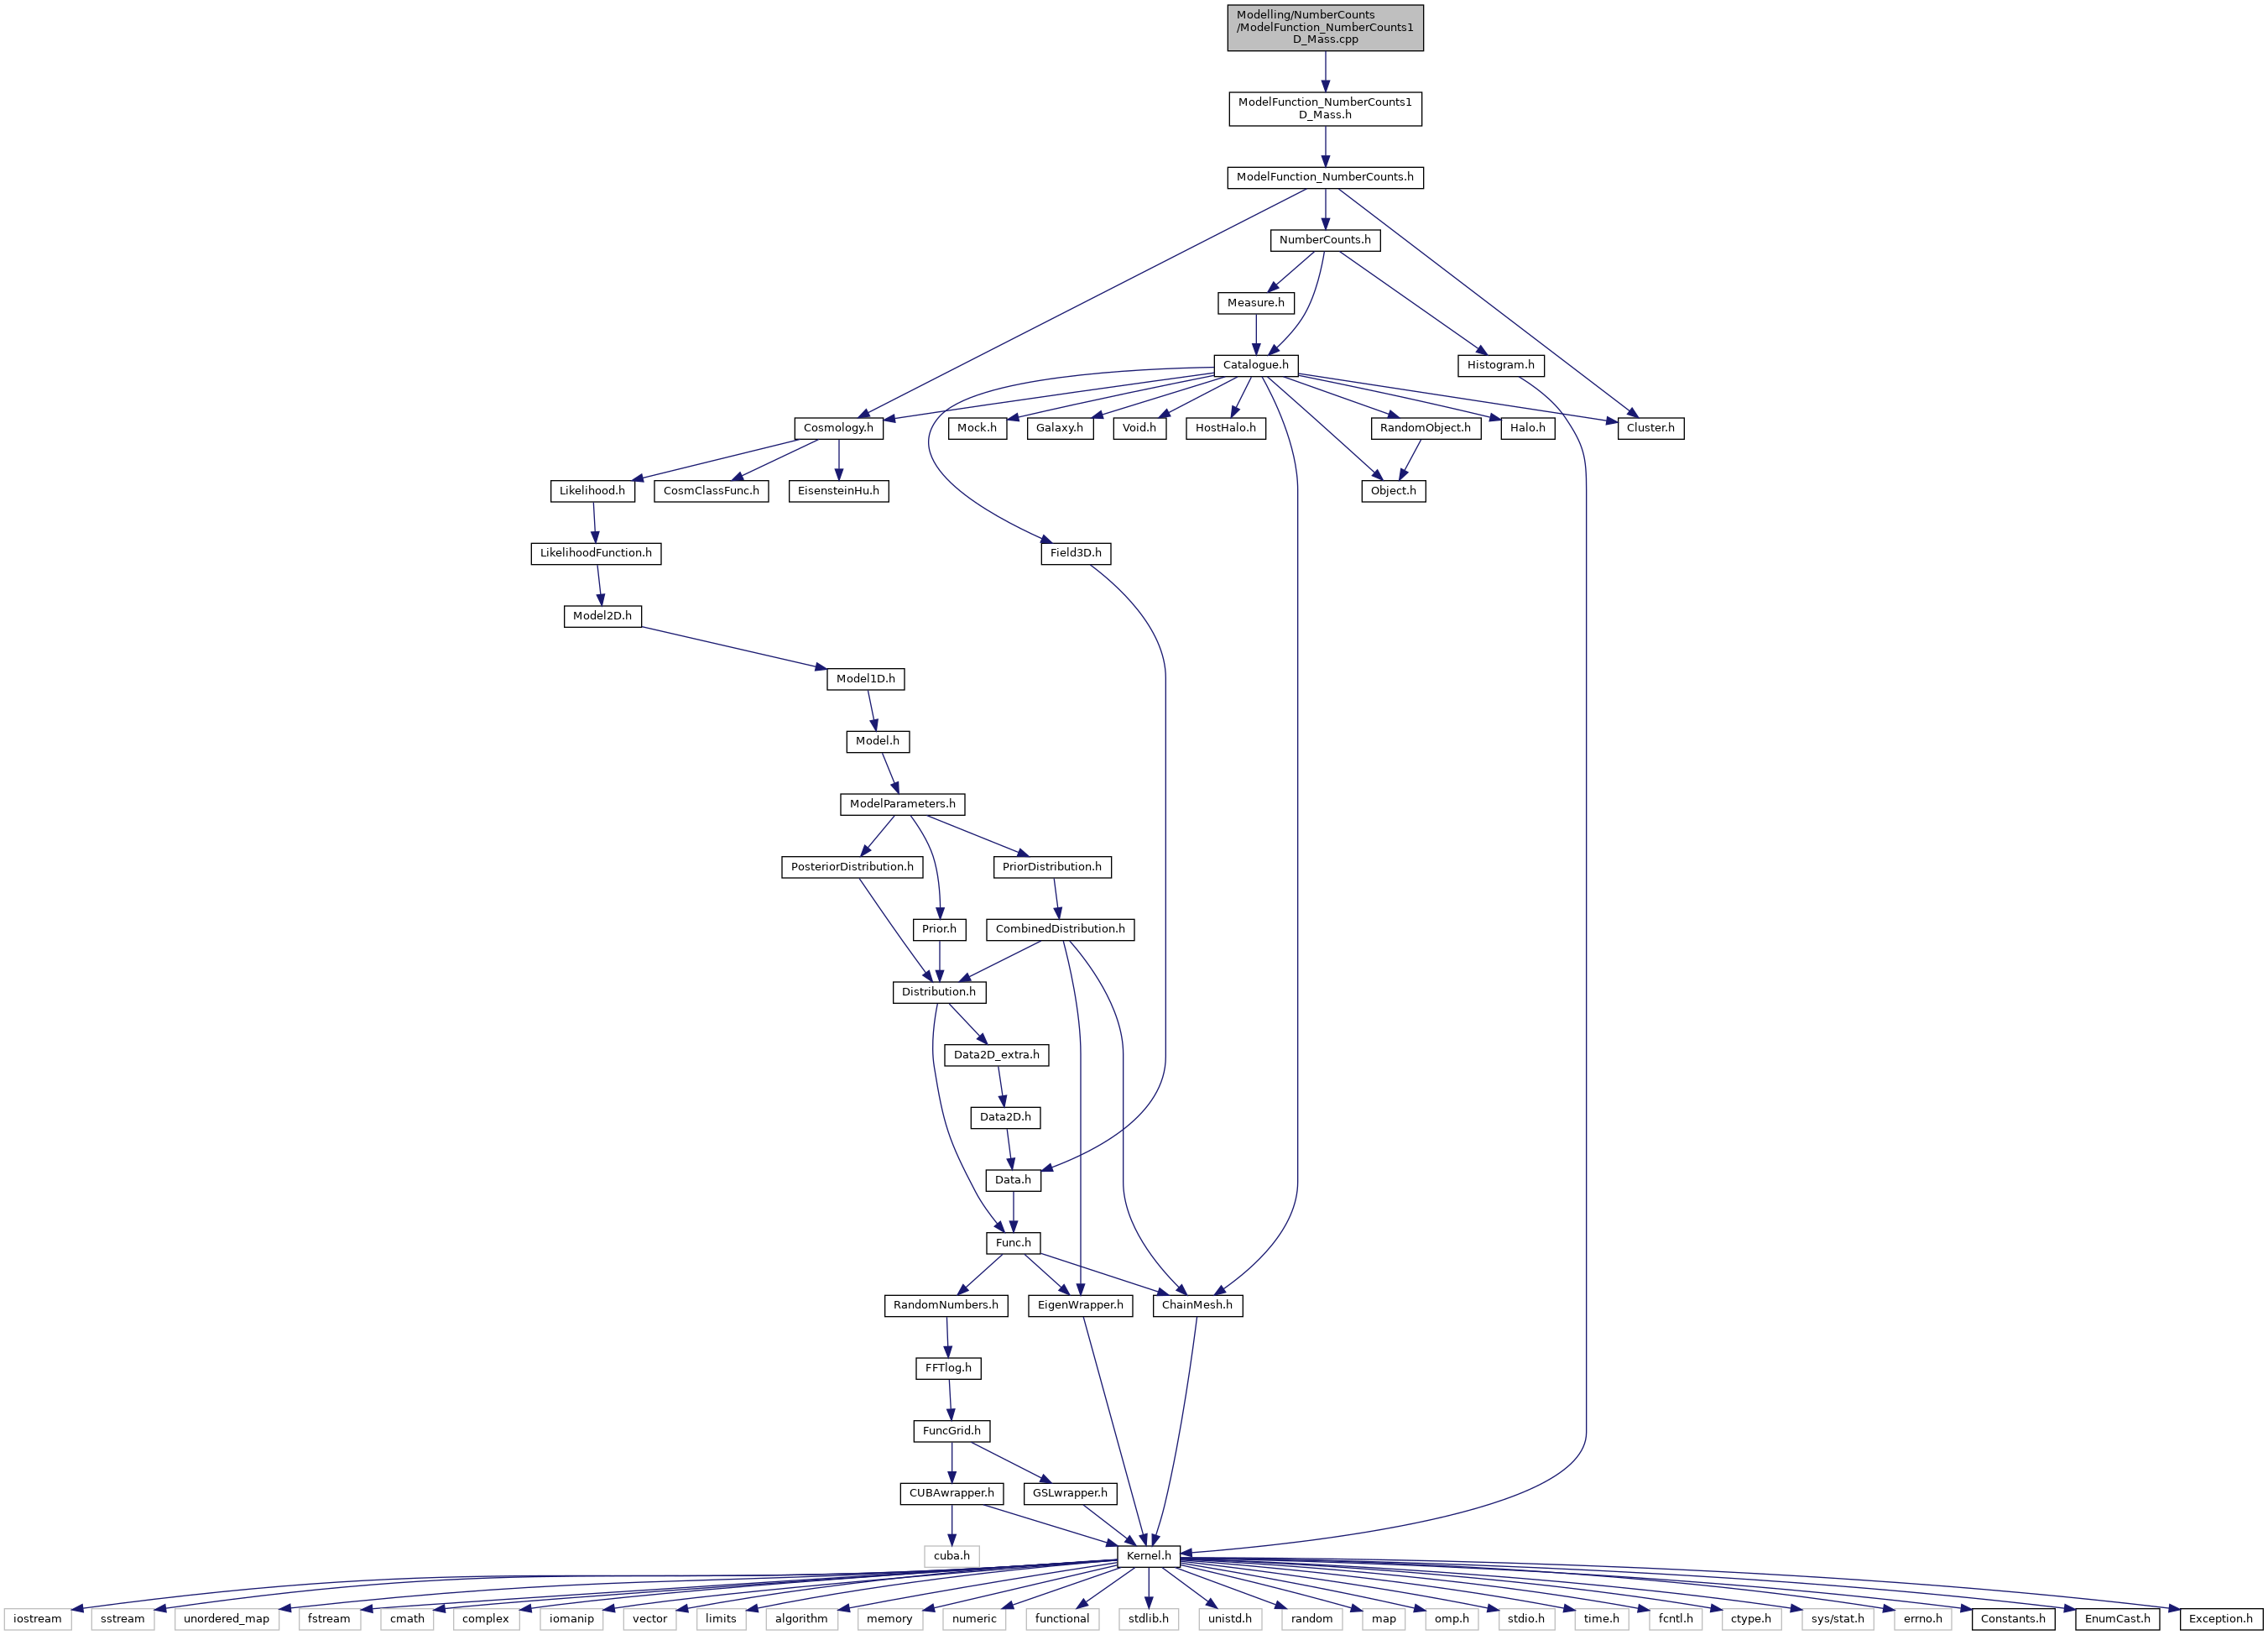 Modelling/NumberCounts
/ModelFunction_NumberCounts1
D_Mass.cpp
ModelFunction_NumberCounts1
D_Mass.h
ModelFunction_NumberCounts.h
NumberCounts.h
Measure.h
Catalogue.h
Histogram.h
Cosmology.h
Mock.h
Galaxy.h
Void.h
HostHalo.h
RandomObject.h
Halo.h
Cluster.h
Likelihood.h
CosmClassFunc.h
EisensteinHu.h
Object.h
LikelihoodFunction.h
Field3D.h
Model2D.h
Model1D.h
Model.h
ModelParameters.h
PosteriorDistribution.h
PriorDistribution.h
Prior.h
CombinedDistribution.h
Distribution.h
Data2D_extra.h
Data2D.h
Data.h
Func.h
RandomNumbers.h
EigenWrapper.h
ChainMesh.h
FFTlog.h
FuncGrid.h
CUBAwrapper.h
GSLwrapper.h
cuba.h
Kernel.h
iostream
sstream
unordered_map
fstream
cmath
complex
iomanip
vector
limits
algorithm
memory
numeric
functional
stdlib.h
unistd.h
random
map
omp.h
stdio.h
time.h
fcntl.h
ctype.h
sys/stat.h
errno.h
Constants.h
EnumCast.h
Exception.h